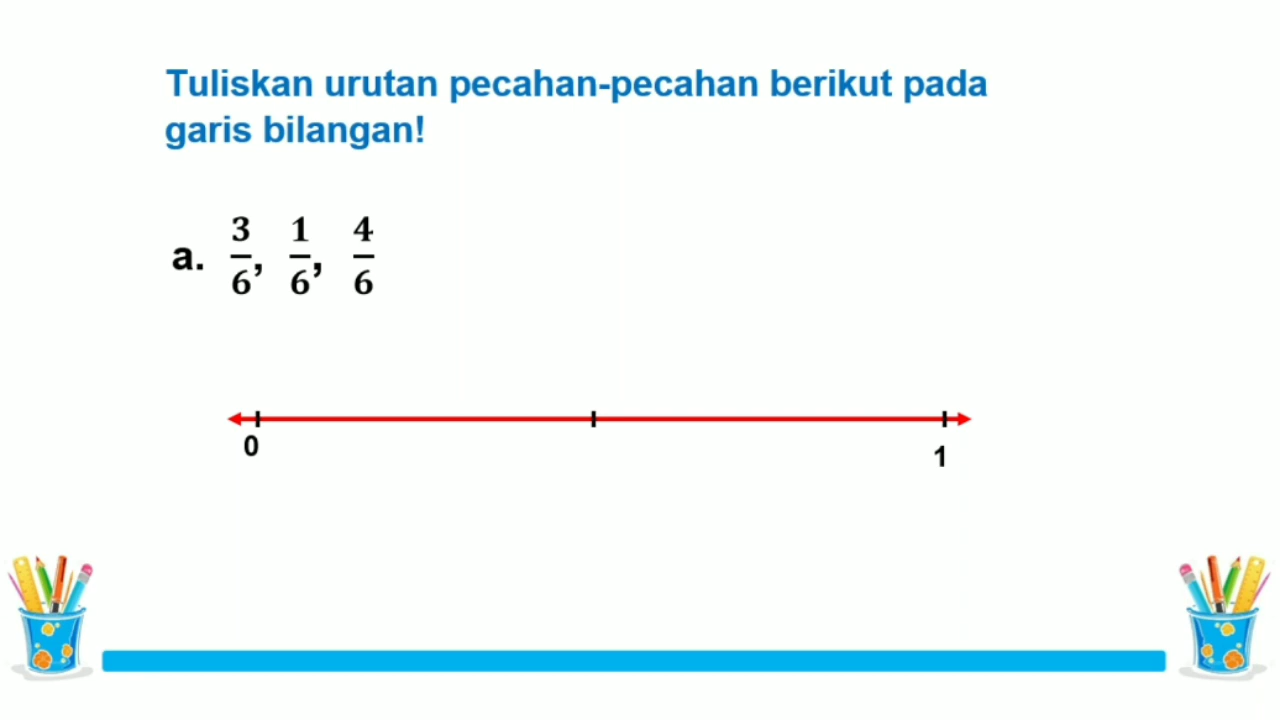 Tuliskan urutan pecahan-pecahan berikut pada
garis bilangan!
a. 3/6, 1/6, 4/6
0 1